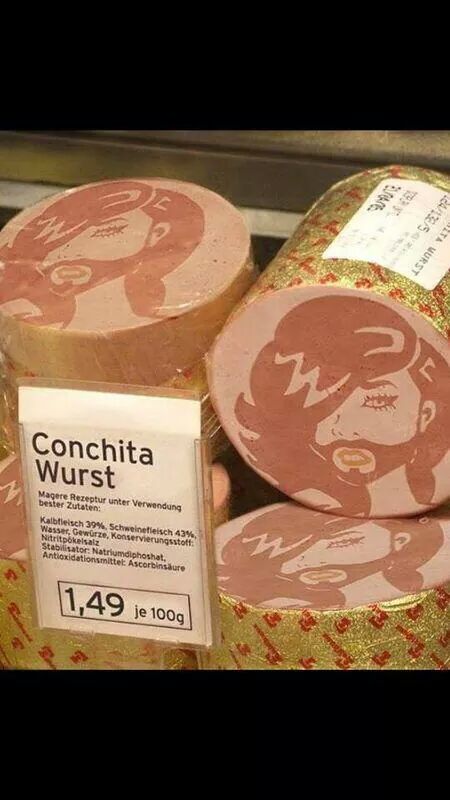 Conchita
Wurst
Magere Rezeptur unter Verwendung
bester Zutaten:
Kalbfleisch 39%, Schweinefleisch 43%,
Wasser, Gewürze, Konservierungsstoff:
Nitritpökelsalz
Stabilisator: Natriumdiphoshat,
Antioxidationsmittel: Ascorbinsäure
1,49 je 100g
WURST